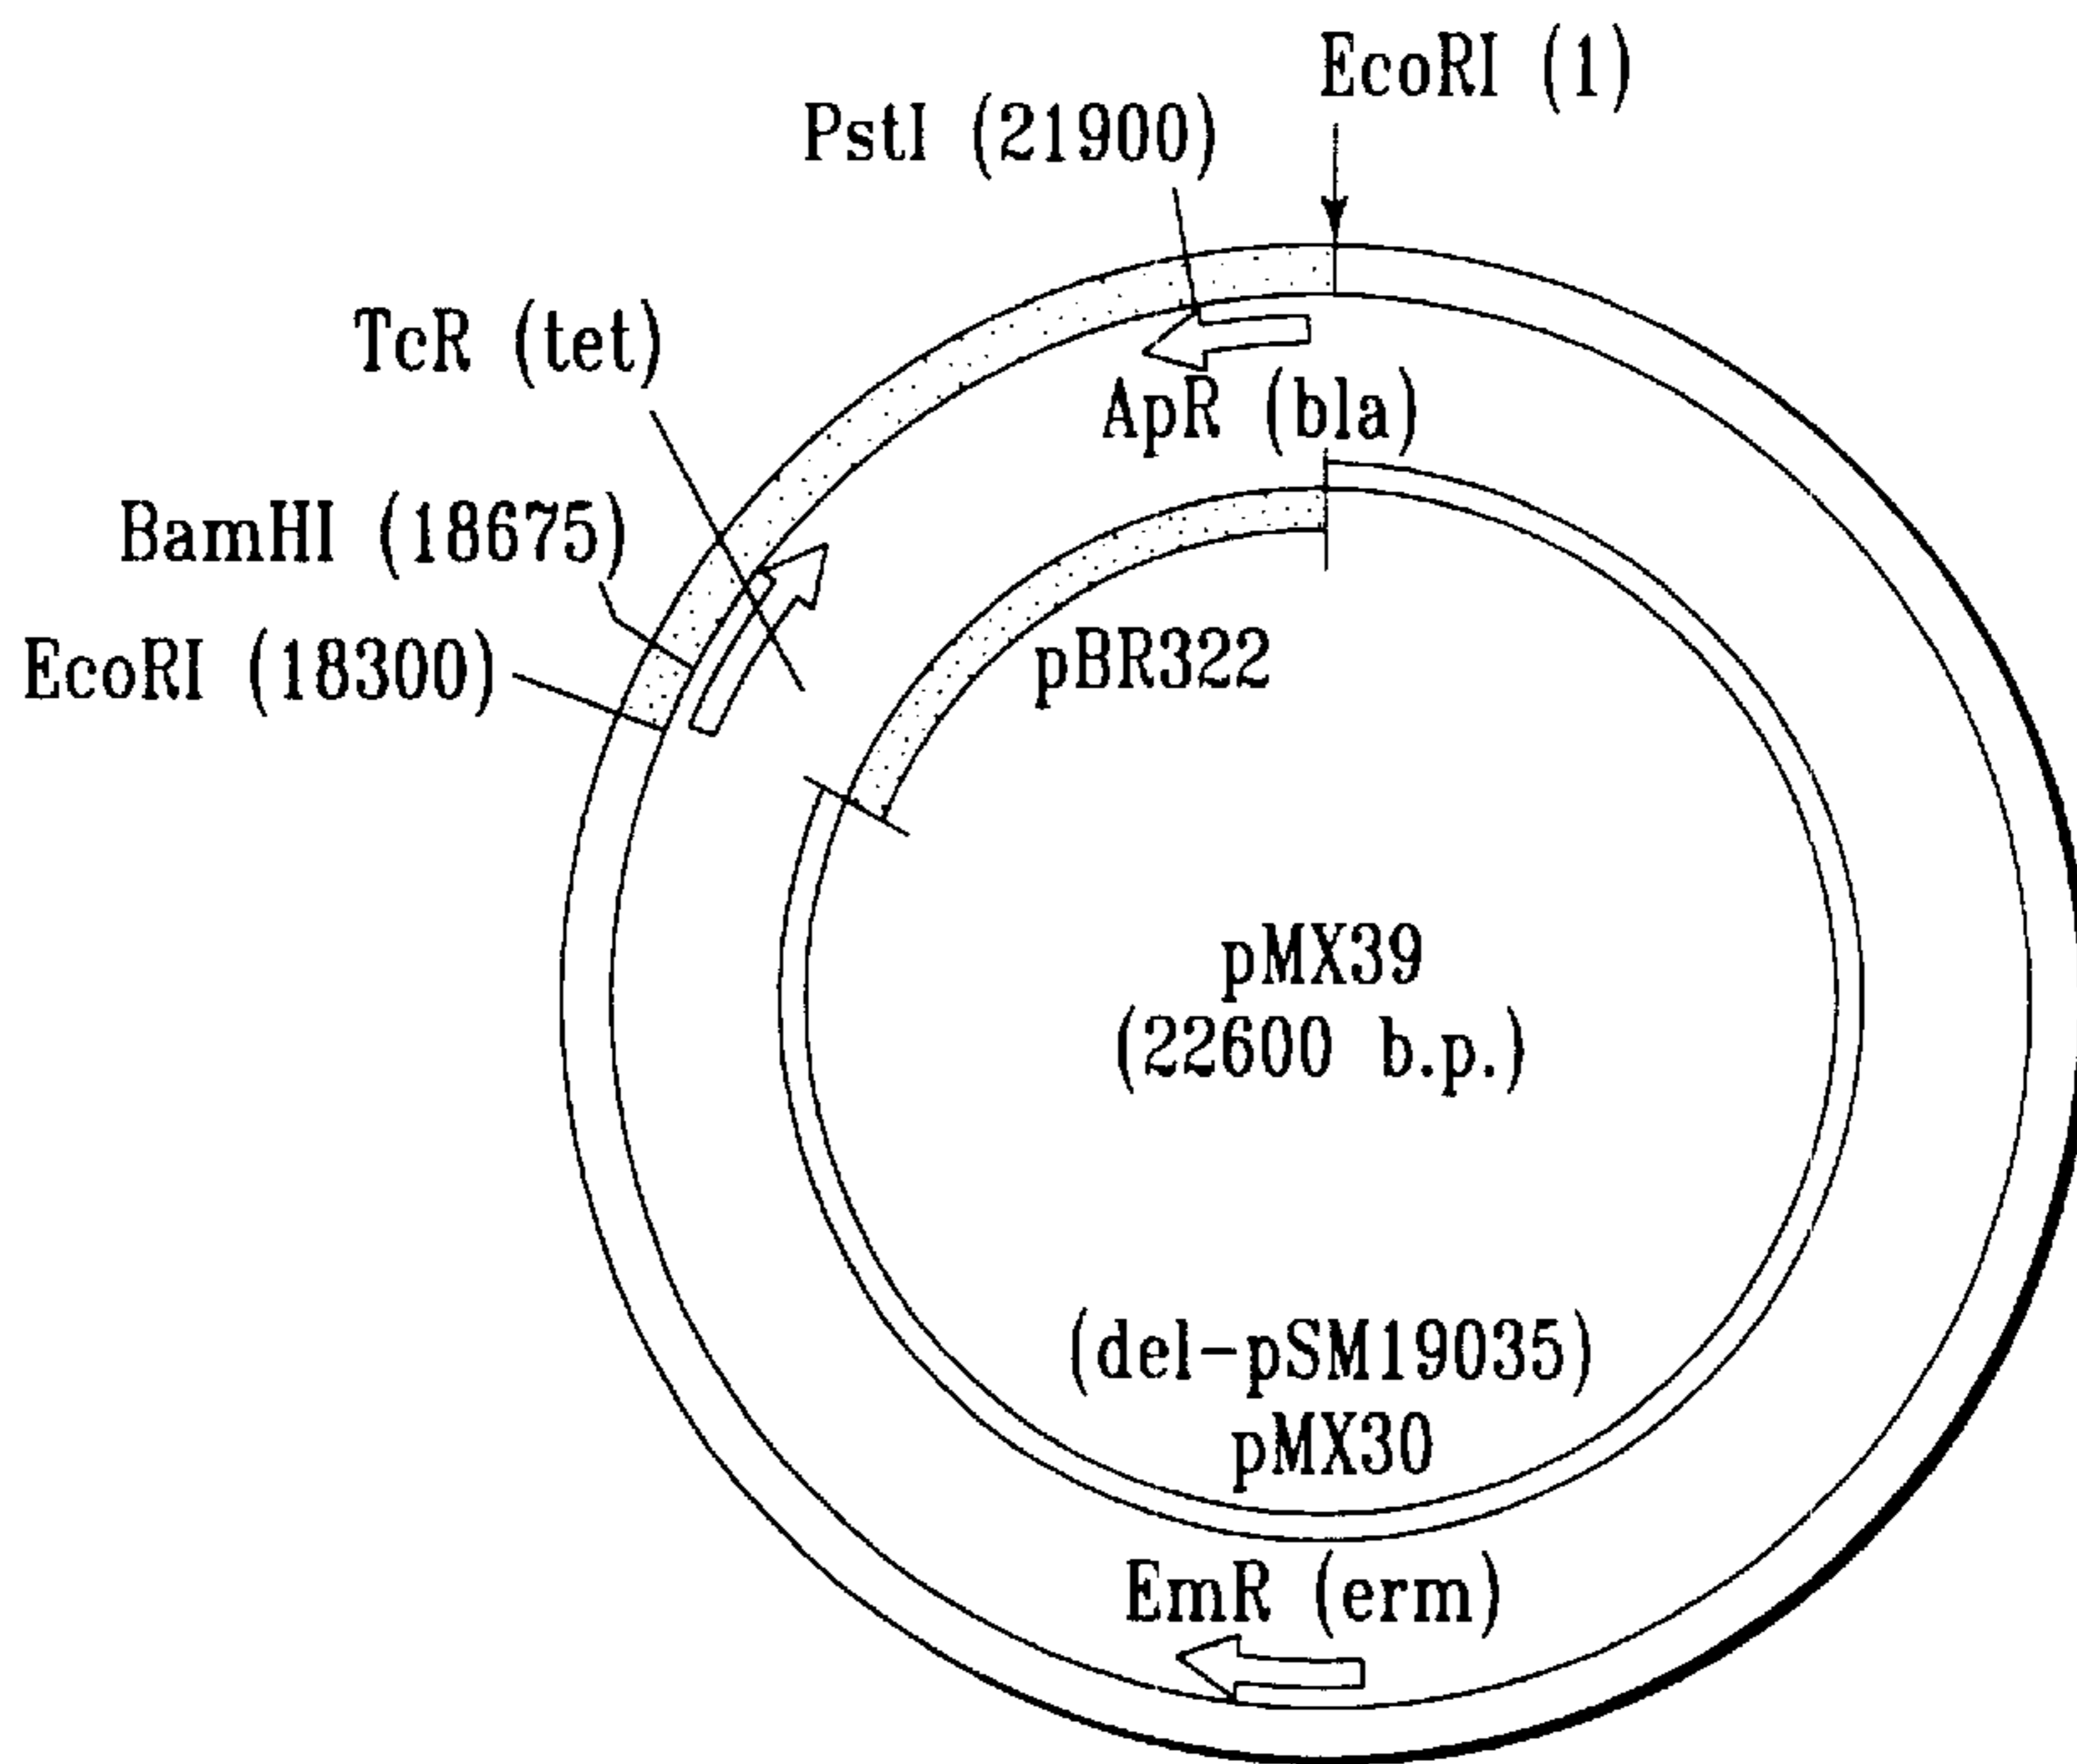 EcoRI (1)
PstI (21900)
TcR (tet)
ApR (bla)
BamHI (18675)
EcoRI (18300)
pBR322
pMX39
(22600 b.p.)
(del-pSM19035)
pMX30
EmR (erm)